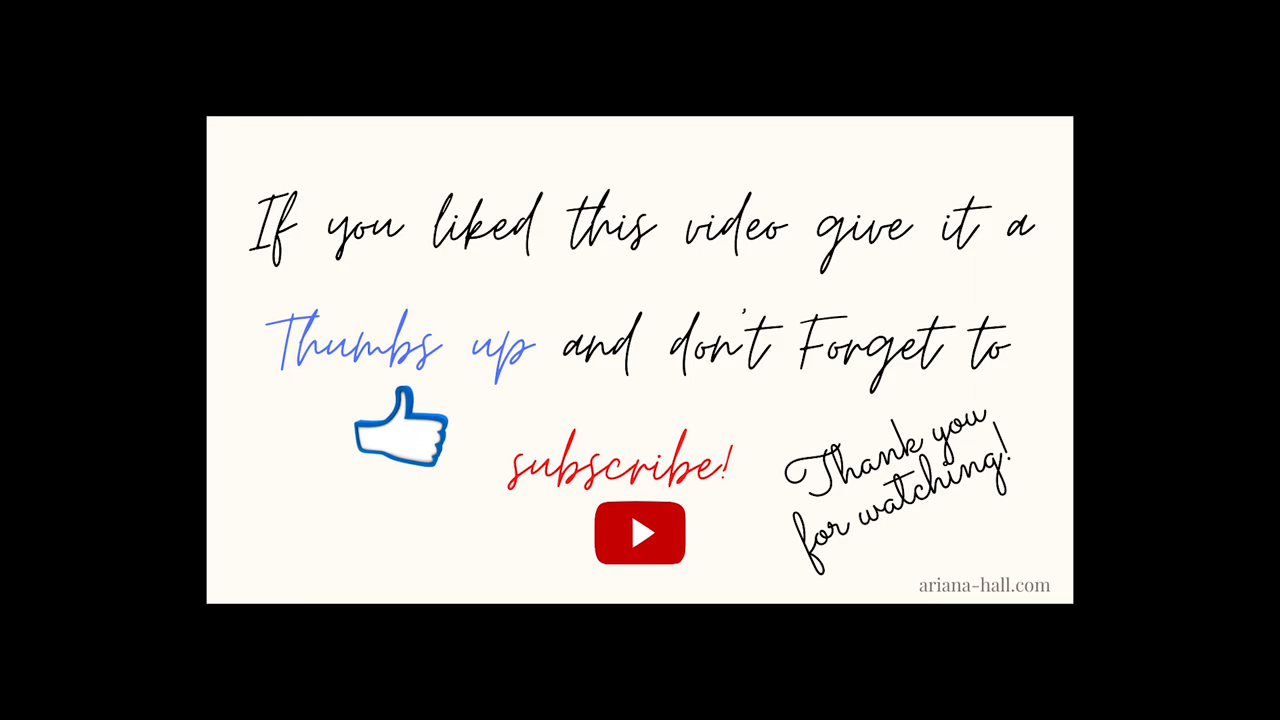 If you liked this video give it a
Thumbs up and don't Forget to
subscribe!
Thank you
for watching!
ariana-hall.com